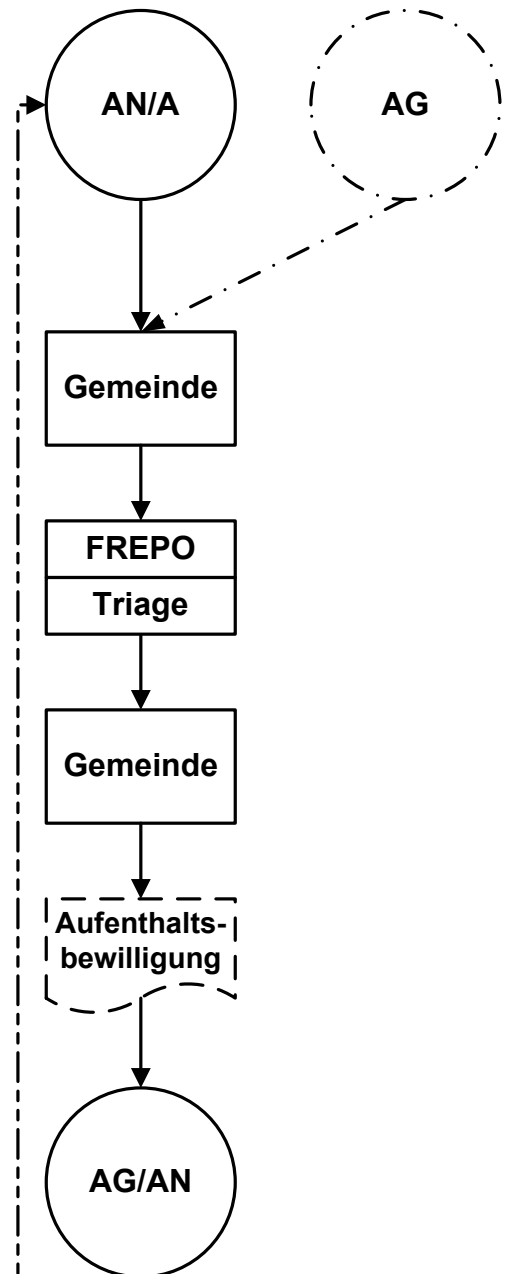 AN/A
AG
Gemeinde
FREPO
Triage
Gemeinde
Aufenthalts-
bewilligung
AG/AN